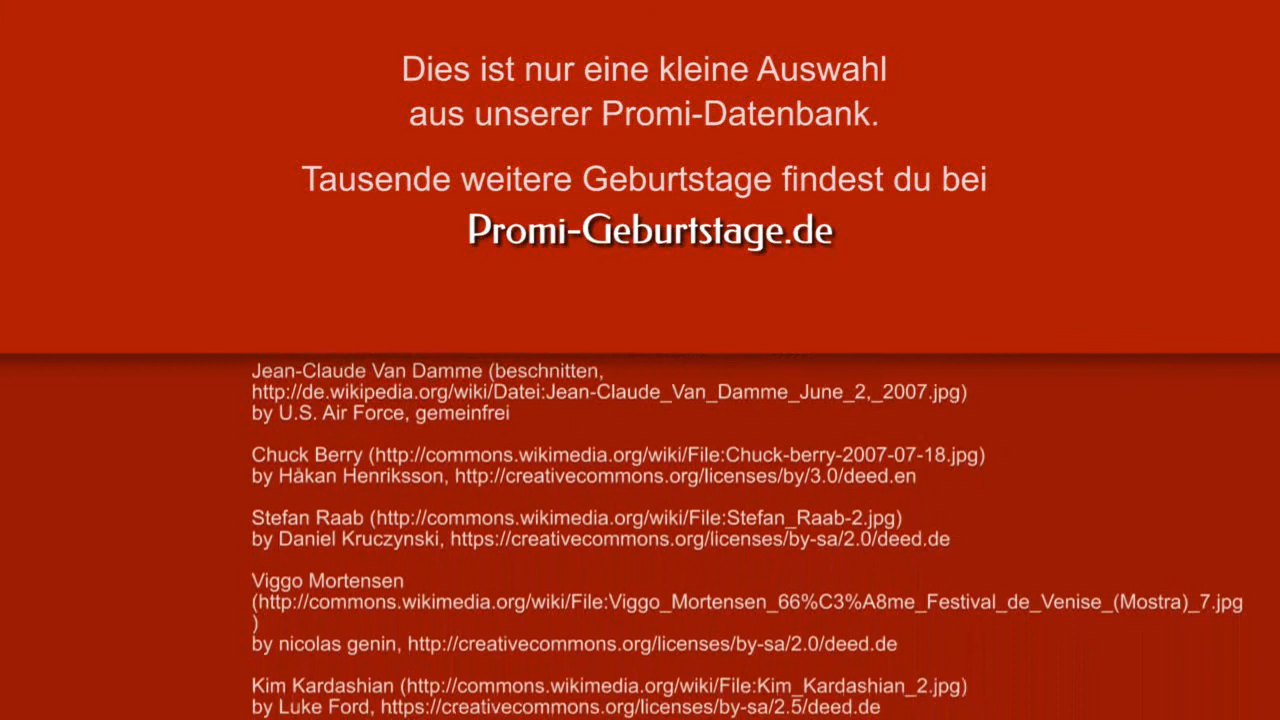 Dies ist nur eine kleine Auswahl
aus unserer Promi-Datenbank.
Tausende weitere Geburtstage findest du bei
Promi-Geburtstage.de
Jean-Claude Van Damme (beschnitten,
http://de.wikipedia.org/wiki/Datei:Jean-Claude_Van_Damme_June_2,_2007.jpg)
by U.S. Air Force, gemeinfrei
Chuck Berry (http://commons.wikimedia.org/wiki/File:Chuck-berry-2007-07-18.jpg)
by Håkan Henriksson, http://creativecommons.org/licenses/by/3.0/deed.en
Stefan Raab (http://commons.wikimedia.org/wiki/File:Stefan_Raab-2.jpg)
by Daniel Kruczynski, https://creativecommons.org/licenses/by-sa/2.0/deed.de
Viggo Mortensen
(http://commons.wikimedia.org/wiki/File:Viggo_Mortensen_66%C3%A8me_Festival_de_Venise_(Mostra)_7.jpg
)
by nicolas genin, http://creativecommons.org/licenses/by-sa/2.0/deed.de
Kim Kardashian (http://commons.wikimedia.org/wiki/File:Kim_Kardashian_2.jpg)
by Luke Ford, https://creativecommons.org/licenses/by-sa/2.5/deed.de